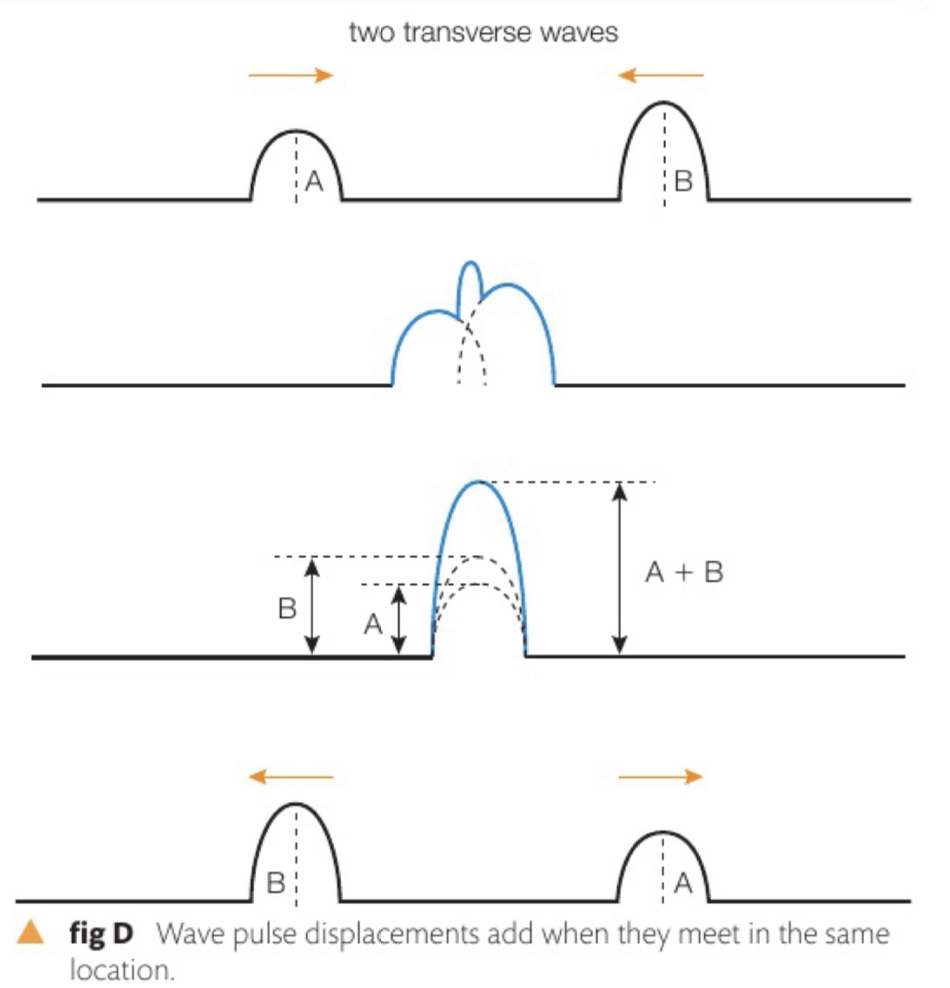 two transverse waves
A
B
A + B
B
A
B
A
fig D Wave pulse displacements add when they meet in the same
location.